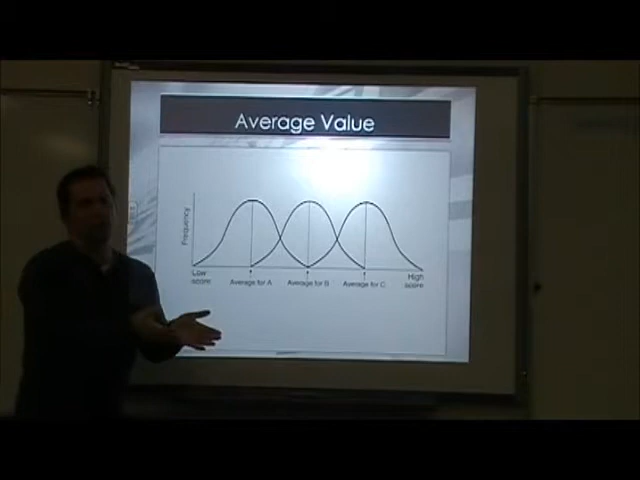 Average Value
Frequency
Low
score
Average for A
Average for B
Average for C
High
score